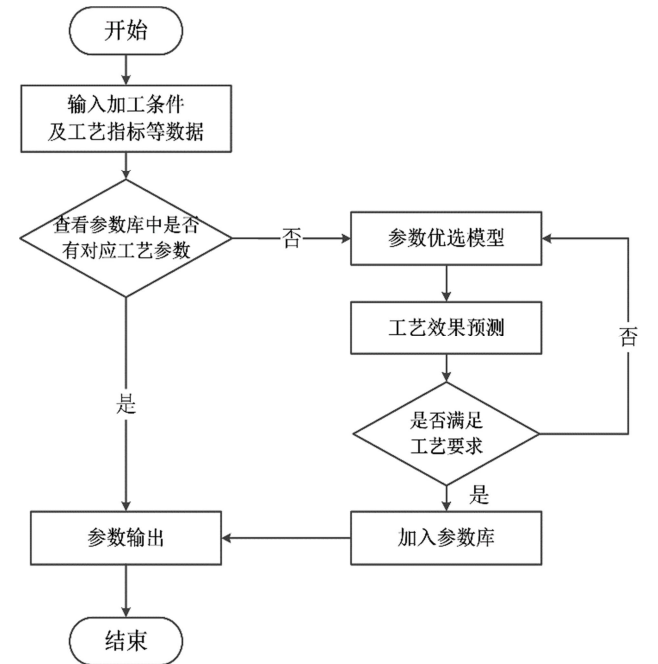 开始
输入加工条件
及工艺指标等数据
查看参数库中是否
有对应工艺参数
否
参数优选模型
工艺效果预测
否
是
是否满足
工艺要求
是
参数输出
加入参数库
结束